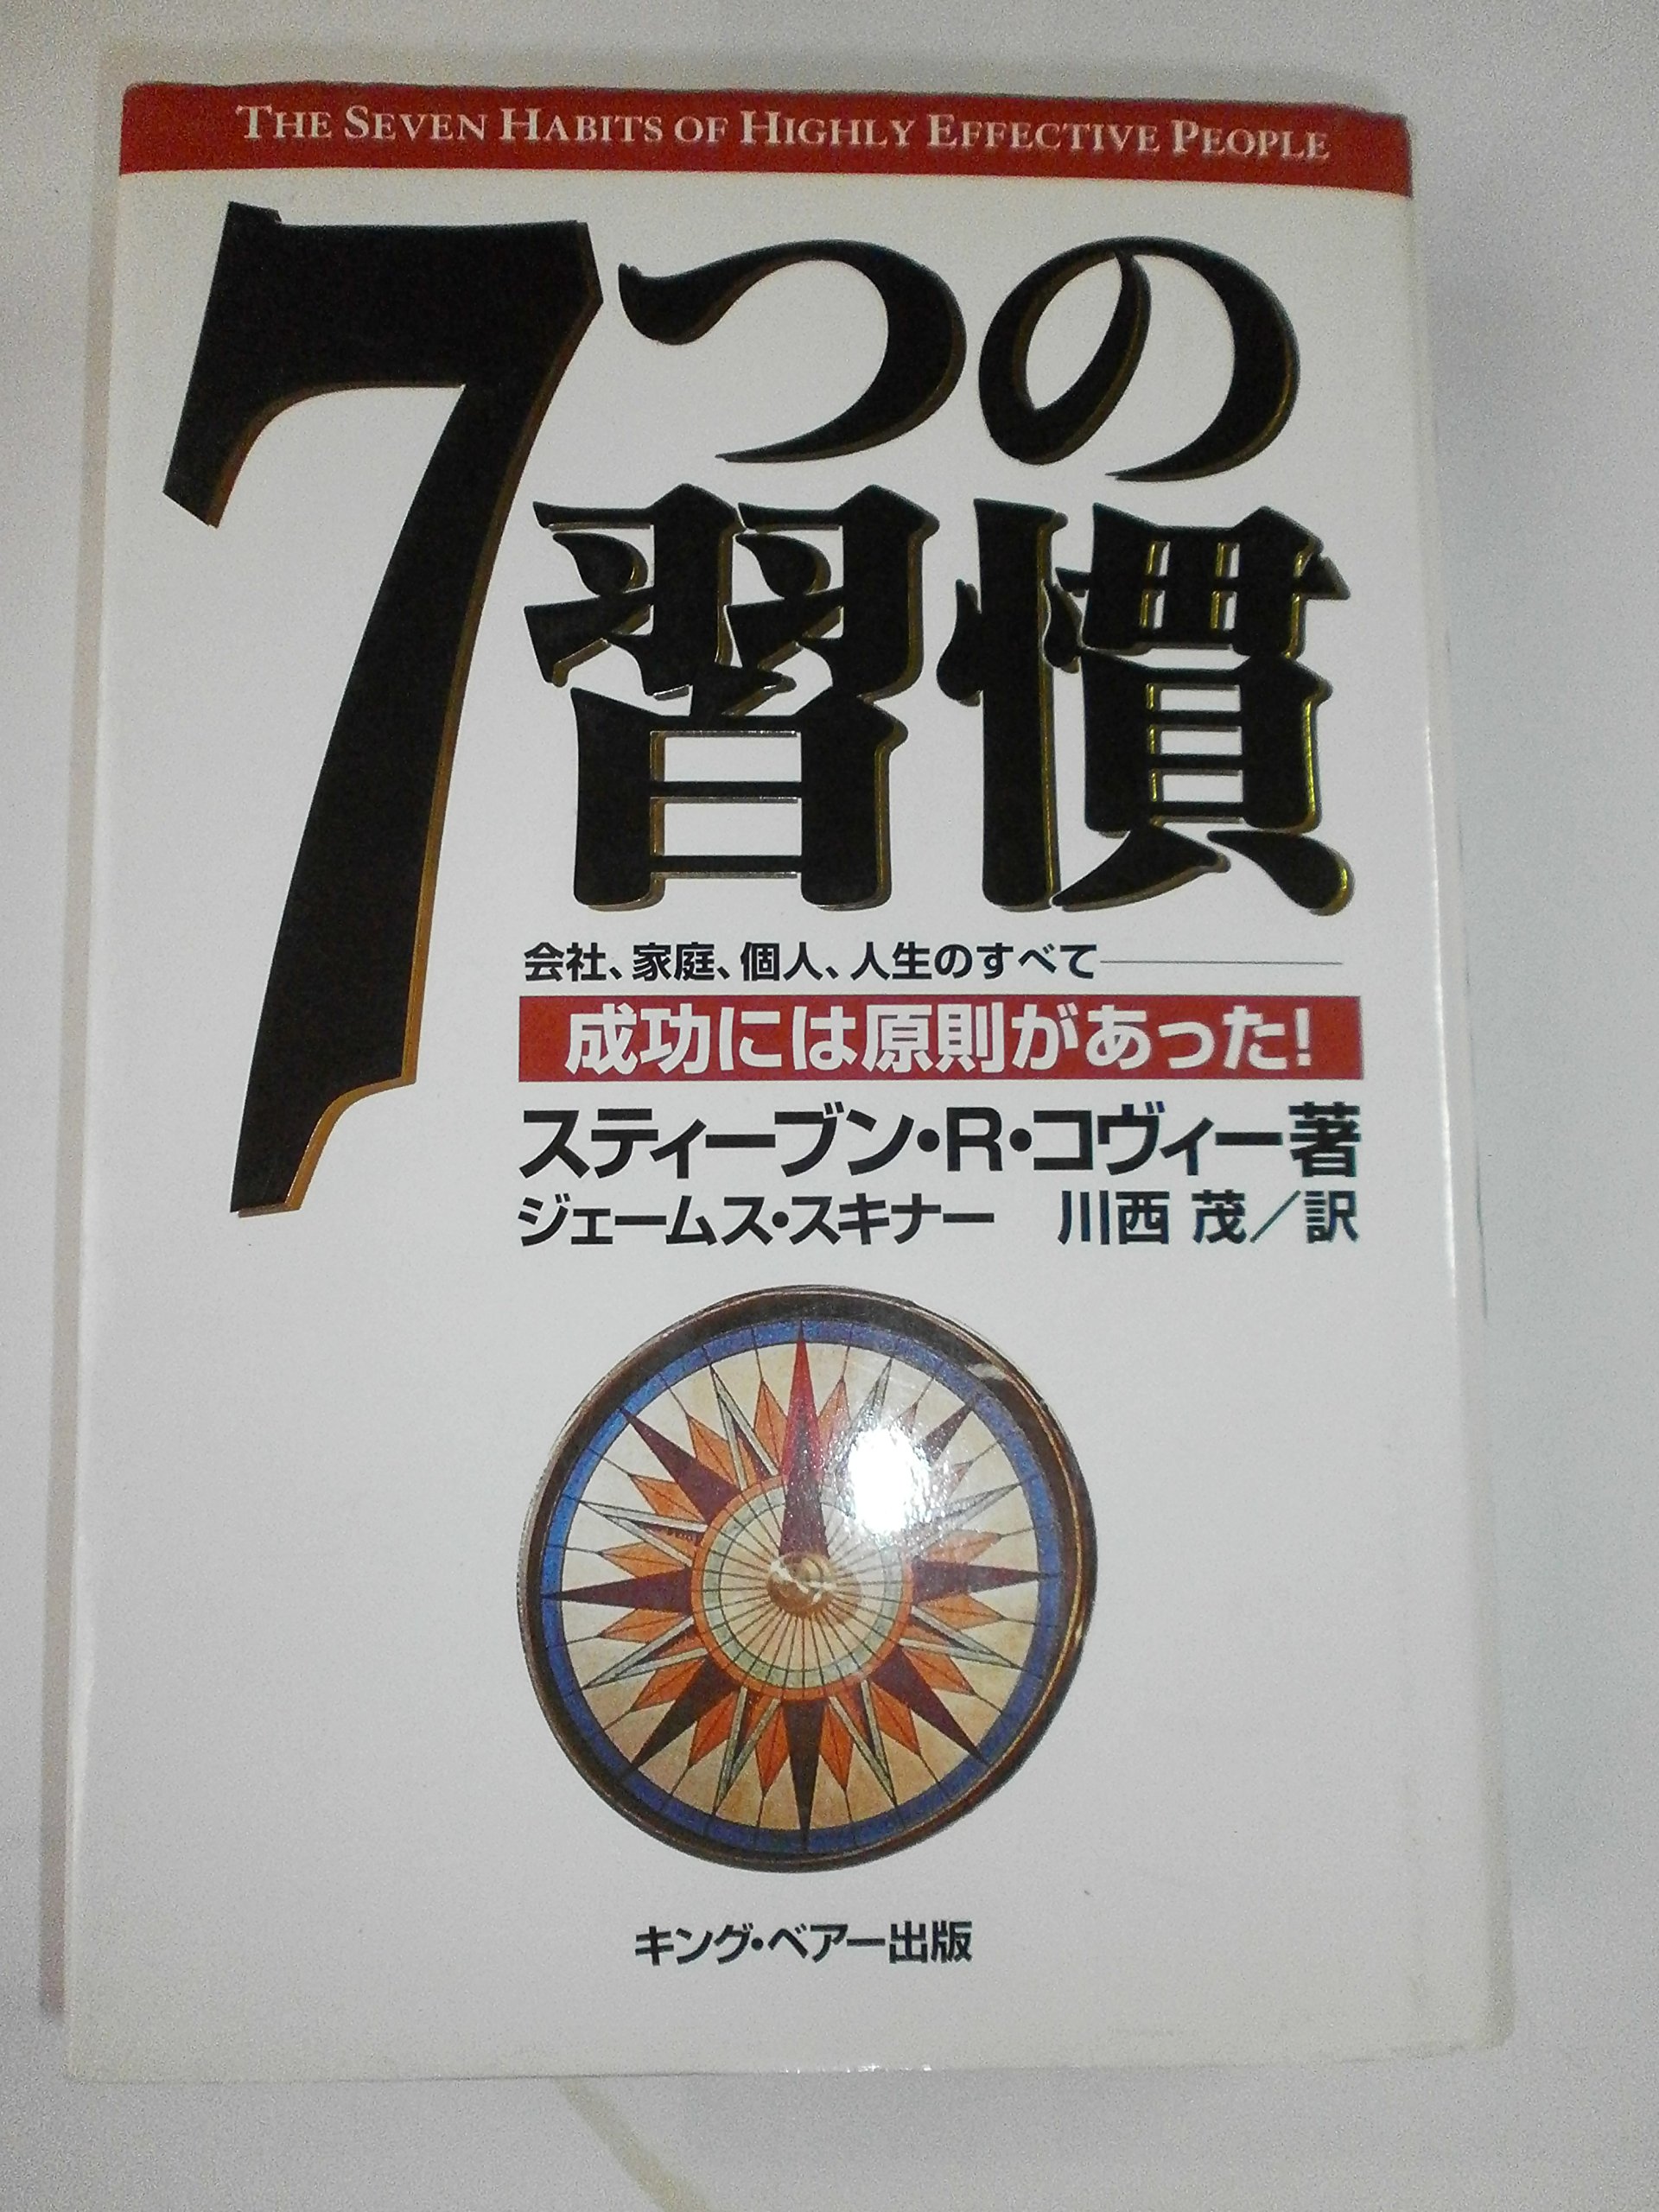 THE SEVEN HABITS OF HIGHLY EFFECTIVE PEOPLE
7つの
習慣
会社、家庭、個人、人生のすべて
成功には原則があった!
スティーブン・R・コヴィー著
ジェームス・スキナー 川西 茂／訳
キング・ベアー出版